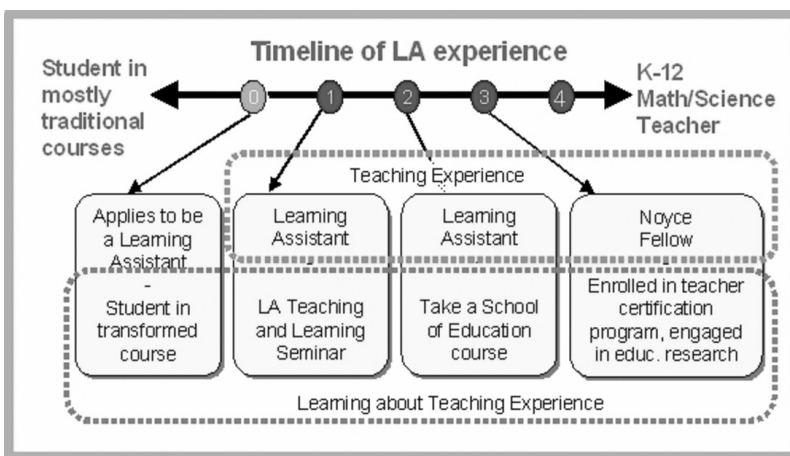 Timeline of LA experience
Student in
mostly
traditional
courses
0
1
2
3
4
K-12
Math/Science
Teacher
Teaching Experience
Applies to be
a Learning
Assistant
-
Student in
transformed
course
Learning
Assistant
-
LA Teaching
and Learning
Seminar
Learning
Assistant
-
Take a School
of Education
course
Noyce
Fellow
-
Enrolled in teacher
certification
program, engaged
in educ. research
Learning about Teaching Experience